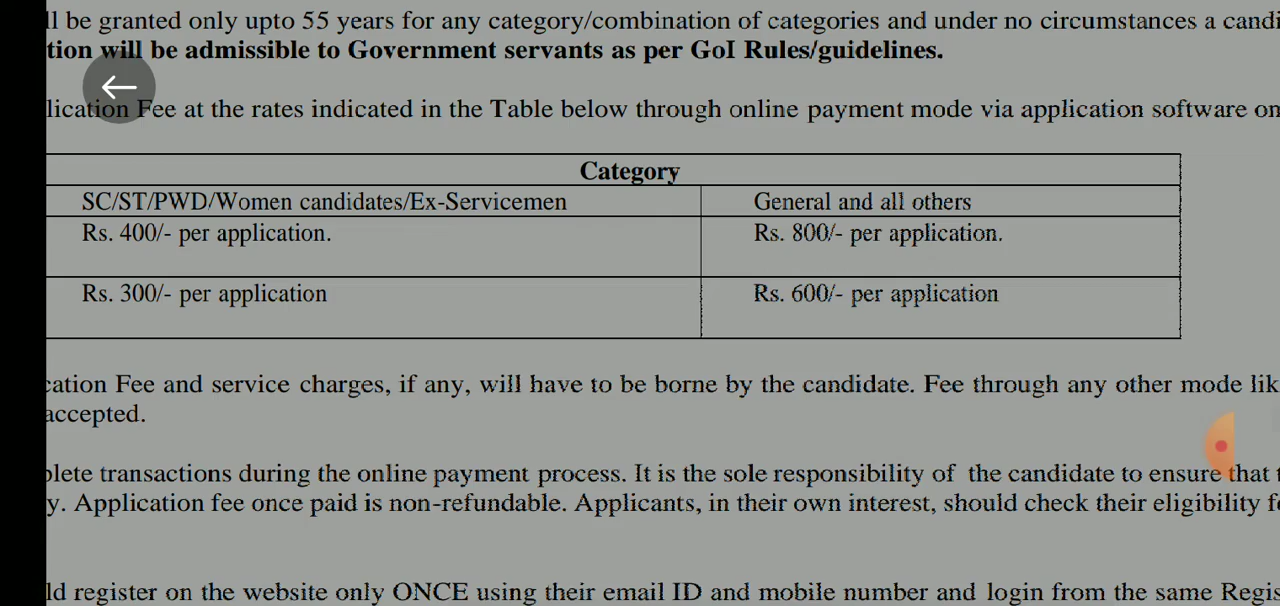 ll be granted only upto 55 years for any category/combination of categories and under no circumstances a candi
tion will be admissible to Government servants as per GoI Rules/guidelines.
lication Fee at the rates indicated in the Table below through online payment mode via application software on
Category
SC/ST/PWD/Women candidates/Ex-Servicemen General and all others
Rs. 400/- per application. Rs. 800/- per application.
Rs. 300/- per application Rs. 600/- per application
cation Fee and service charges, if any, will have to be borne by the candidate. Fee through any other mode lik
accepted.
plete transactions during the online payment process. It is the sole responsibility of the candidate to ensure that t
y. Application fee once paid is non-refundable. Applicants, in their own interest, should check their eligibility fo
ld register on the website only ONCE using their email ID and mobile number and login from the same Regis